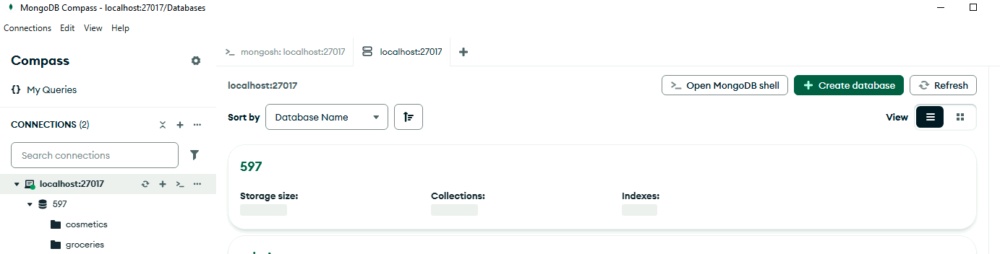 MongoDB Compass - localhost:27017/Databases
Connections Edit View Help
Compass
{} My Queries
CONNECTIONS (2)
Search connections
localhost:27017
597
cosmetics
groceries
>_ mongosh: localhost:27017
localhost:27017
localhost:27017
>_ Open MongoDB shell
+ Create database
Refresh
Sort by
Database Name
View
597
Storage size:
Collections:
Indexes: